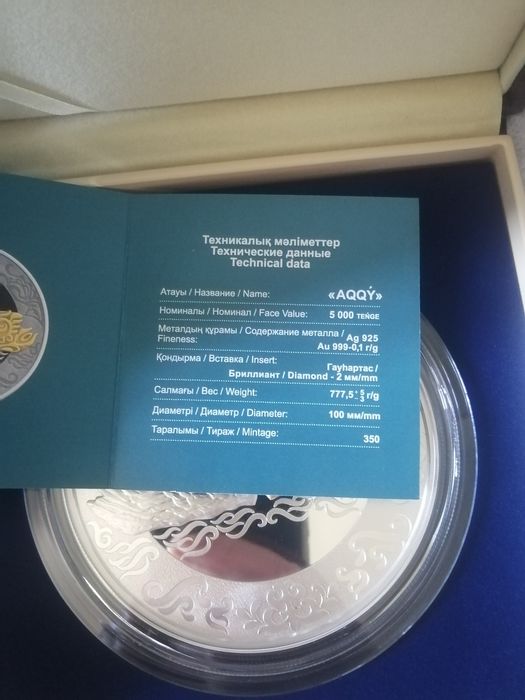 Техникалық мәліметтер
Технические данные
Technical data
Атауы / Название / Name: «AQQÝ»
Номиналы / Номинал / Face Value: 5 000 TEŃGE
Металдың құрамы / Содержание металла / Ag 925
Fineness: Au 999-0,1 г/g
Қондырма / Вставка / Insert: Гауһартас /
Бриллиант / Diamond - 2 мм/mm
Салмағы / Вес / Weight: 777,5 г/g
Диаметрі / Диаметр / Diameter: 100 мм/mm
Таралымы / Тираж / Mintage: 350